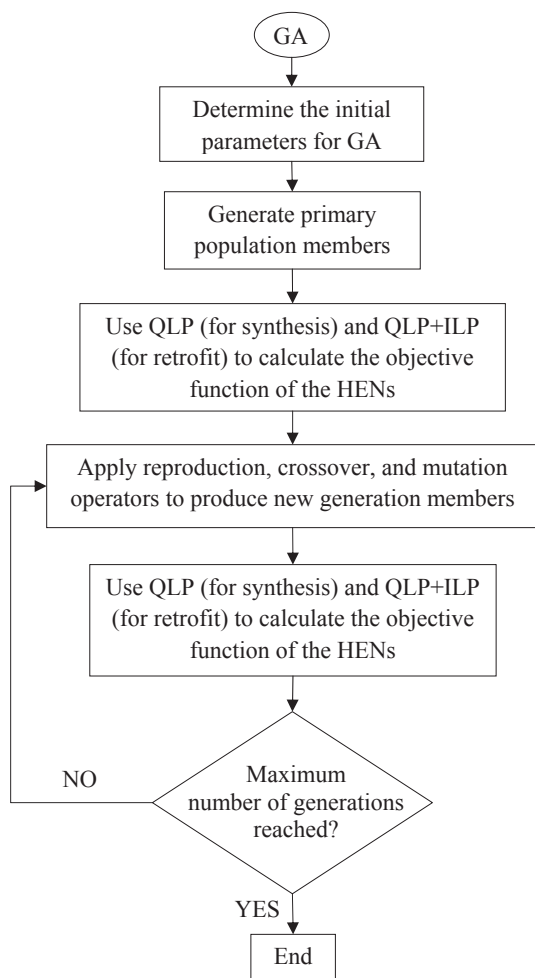 GA
Determine the initial
parameters for GA
Generate primary
population members
Use QLP (for synthesis) and QLP+ILP
(for retrofit) to calculate the objective
function of the HENs
Apply reproduction, crossover, and mutation
operators to produce new generation members
Use QLP (for synthesis) and QLP+ILP
(for retrofit) to calculate the objective
function of the HENs
NO
Maximum
number of generations
reached?
YES
End